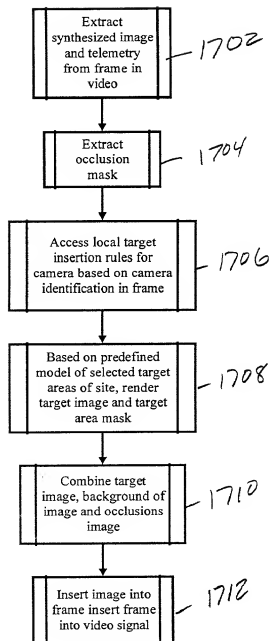 Extract
synthesized image
and telemetry
from frame in
video
1702
Extract
occlusion
mask
1704
Access local target
insertion rules for
camera based on camera
identification in frame
1706
Based on predefined
model of selected target
areas of site, render
target image and target
area mask
1708
Combine target
image, background of
image and occlusions
image
1710
Insert image into
frame insert frame
into video signal
1712